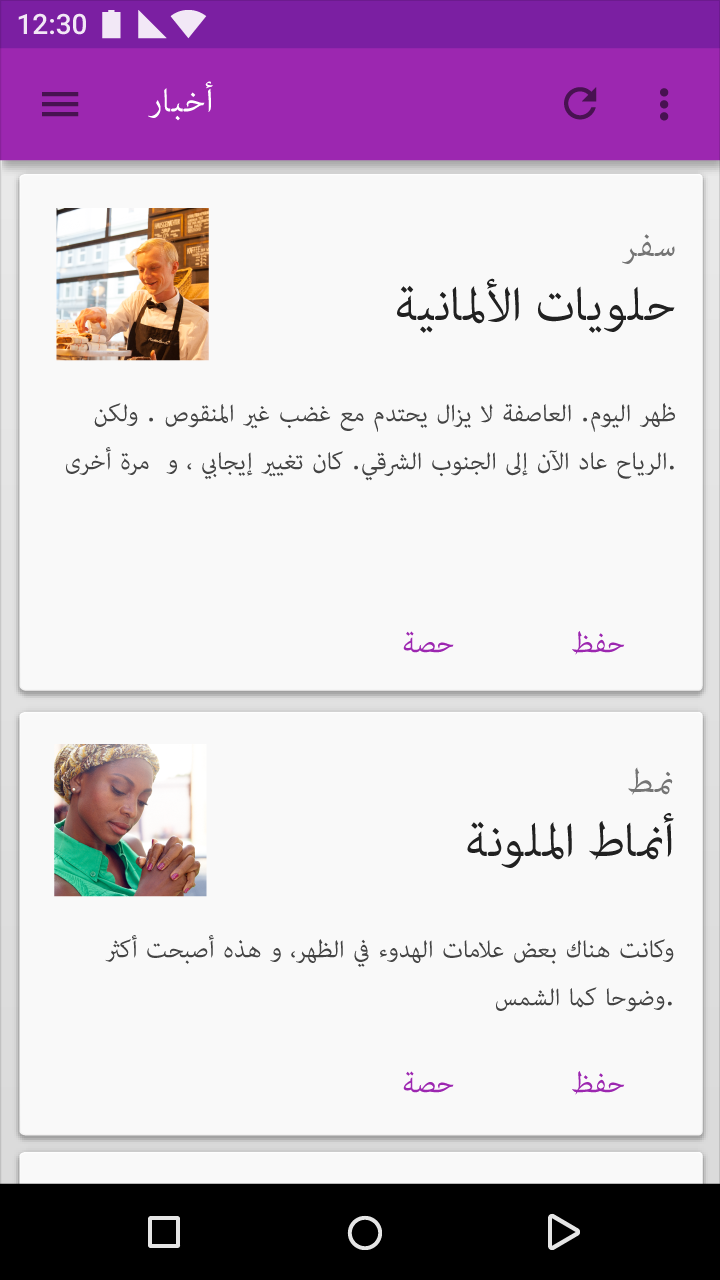 12:30
أخبار
سفر
حلويات الألمانية
ظهر اليوم. العاصفة لا يزال يحتدم مع غضب غير المنقوص . ولكن
.الرياح عاد الآن إلى الجنوب الشرقي. كان تغيير إيجابي ، و مرة أخرى
حفظ
حصة
نمط
أنماط الملونة
وكانت هناك بعض علامات الهدوء في الظهر، و هذه أصبحت أكثر
.وضوحا كما الشمس
حفظ
حصة